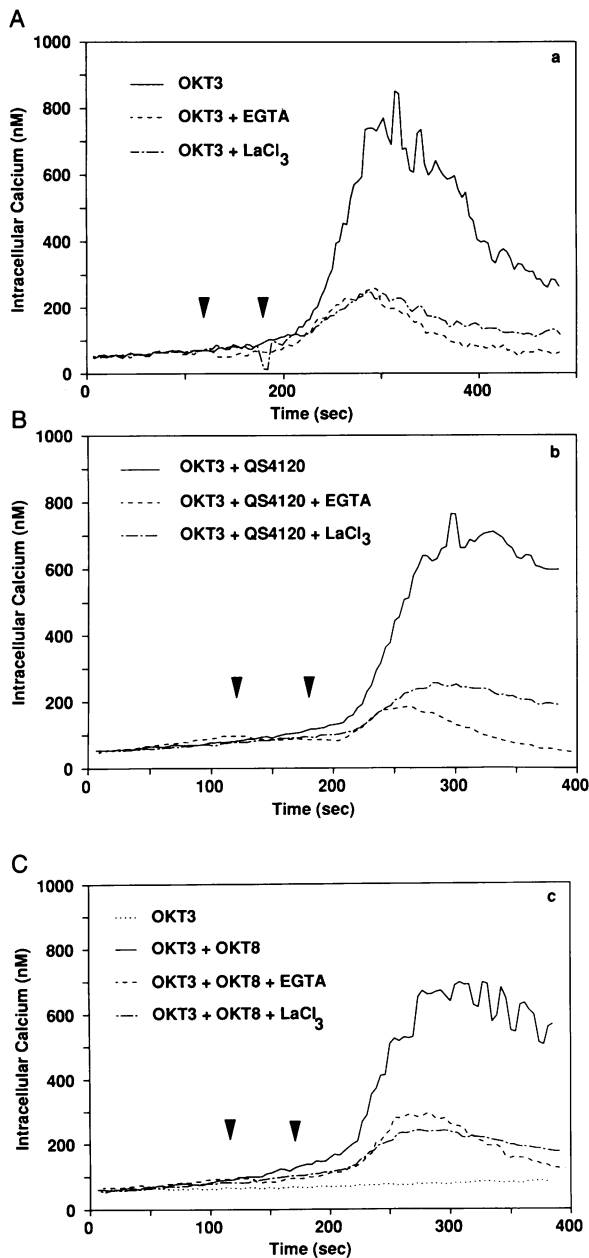 A
a
1000
800
600
400
200
0
Intracellular Calcium (nM)
OKT3
OKT3 + EGTA
OKT3 + LaCl3
0
200
400
Time (sec)
B
b
1000
800
600
400
200
0
Intracellular Calcium (nM)
OKT3 + QS4120
OKT3 + QS4120 + EGTA
OKT3 + QS4120 + LaCl3
0
100
200
300
400
Time (sec)
C
c
1000
800
600
400
200
0
Intracellular Calcium (nM)
OKT3
OKT3 + OKT8
OKT3 + OKT8 + EGTA
OKT3 + OKT8 + LaCl3
0
100
200
300
400
Time (sec)